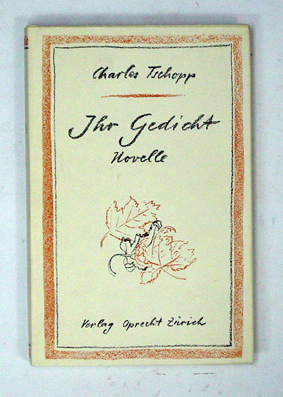 Charles Tschopp
Ihr Gedicht
Novelle
Verlag Oprecht Zürich